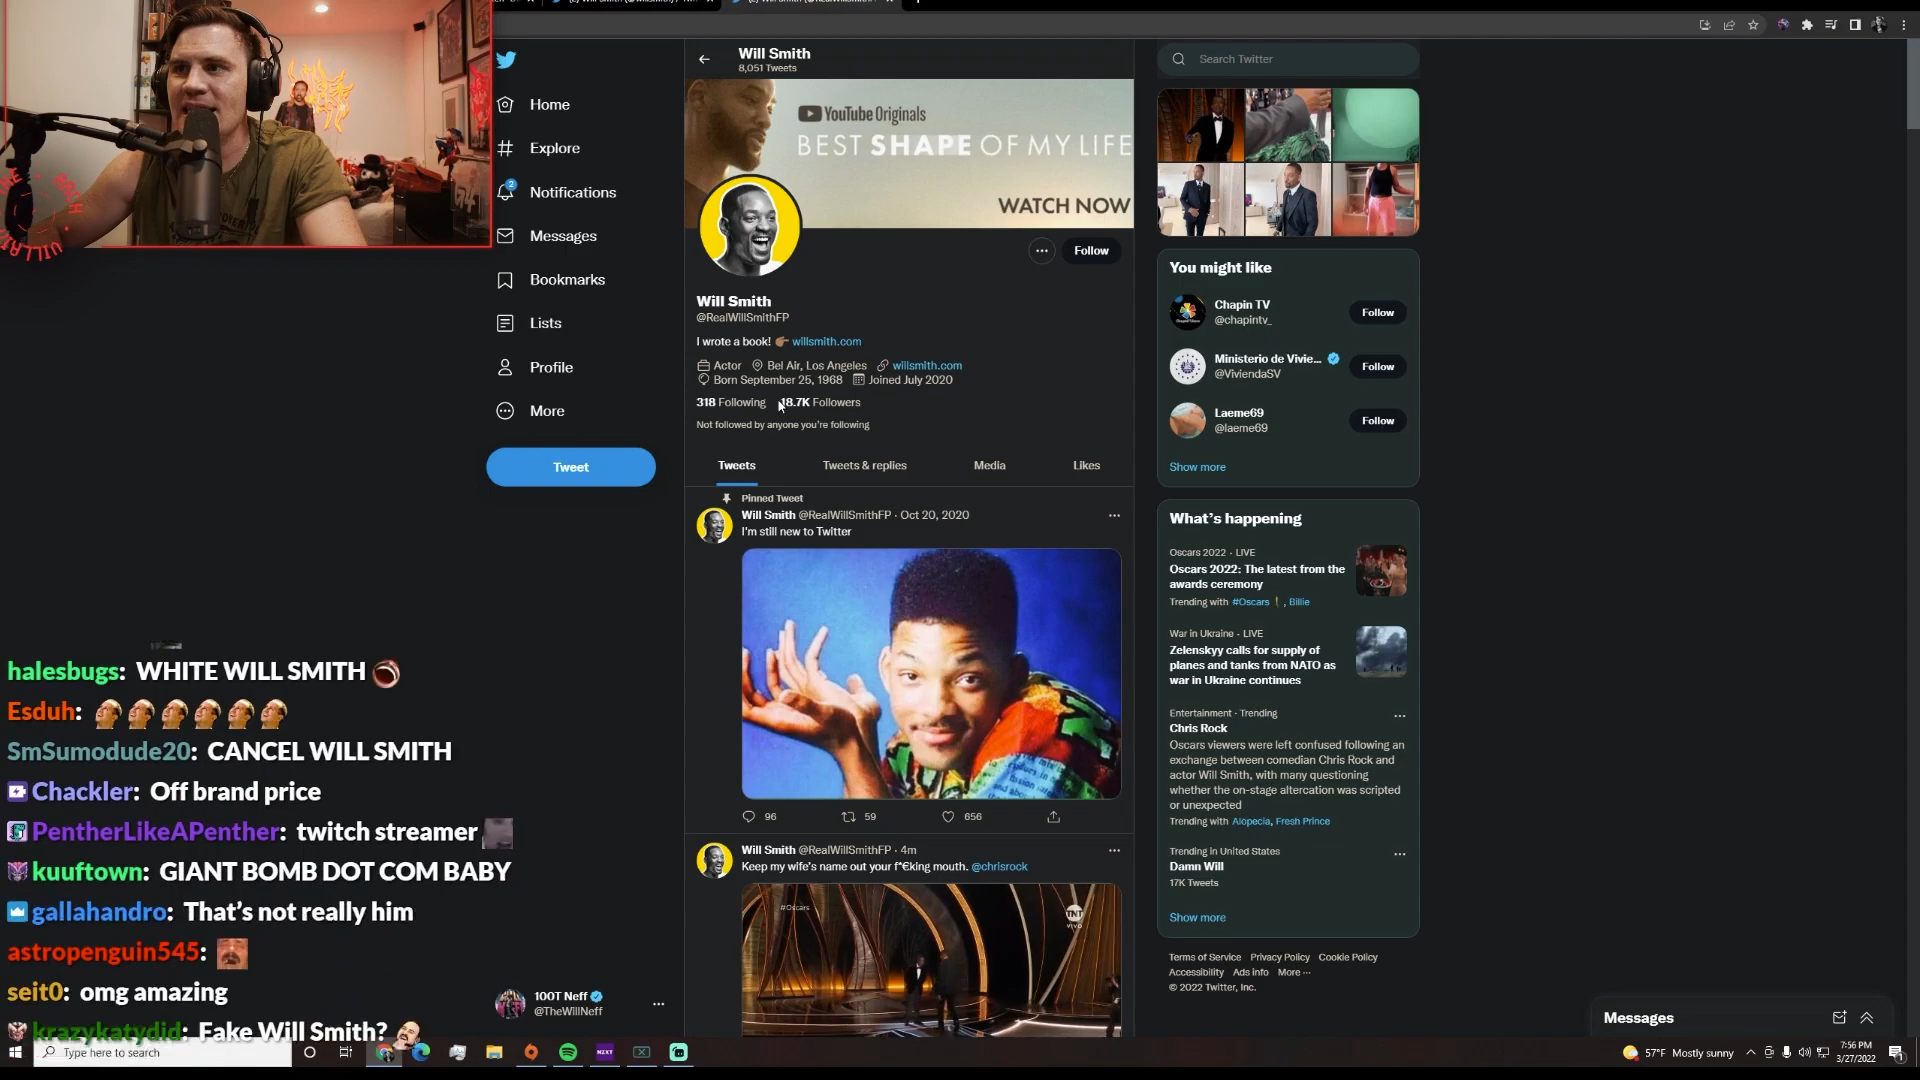 Will Smith
8,051 Tweets
Search Twitter
Home
Explore
2
Notifications
Messages
Bookmarks
Lists
Profile
More
Tweet
YouTube Originals
BEST SHAPE OF MY LIFE
WATCH NOW
Follow
Will Smith
@RealWillSmithFP
I wrote a book! willsmith.com
Actor Bel Air, Los Angeles willsmith.com
Born September 25, 1968 Joined July 2020
318 Following 18.7K Followers
Not followed by anyone you're following
Tweets Tweets & replies Media Likes
Pinned Tweet
Will Smith @RealWillSmithFP · Oct 20, 2020
I'm still new to Twitter
96 59 656
Will Smith @RealWillSmithFP · 4m
Keep my wife's name out your f*€king mouth. @chrisrock
#Oscars
TNT
VIVO
You might like
Chapin TV
@chapintv_
Follow
Ministerio de Vivie...
@ViviendaSV
Follow
Laeme69
@laeme69
Follow
Show more
What's happening
Oscars 2022 · LIVE
Oscars 2022: The latest from the
awards ceremony
Trending with #Oscars , Billie
War in Ukraine · LIVE
Zelenskyy calls for supply of
planes and tanks from NATO as
war in Ukraine continues
Entertainment · Trending
Chris Rock
Oscars viewers were left confused following an
exchange between comedian Chris Rock and
actor Will Smith, with many questioning
whether the on-stage altercation was scripted
or unexpected
Trending with Alopecia, Fresh Prince
Trending in United States
Damn Will
17K Tweets
Show more
Terms of Service Privacy Policy Cookie Policy
Accessibility Ads info More ···
© 2022 Twitter, Inc.
halesbugs: WHITE WILL SMITH
Esduh:
SmSumodude20: CANCEL WILL SMITH
Chackler: Off brand price
PentherLikeAPenther: twitch streamer
kuuftown: GIANT BOMB DOT COM BABY
gallahandro: That's not really him
astropenguin545:
seit0: omg amazing
krazykatydid: Fake Will Smith?
100T Neff
@TheWillNeff
Messages
Type here to search
NZXT
57°F Mostly sunny
7:56 PM
3/27/2022
1